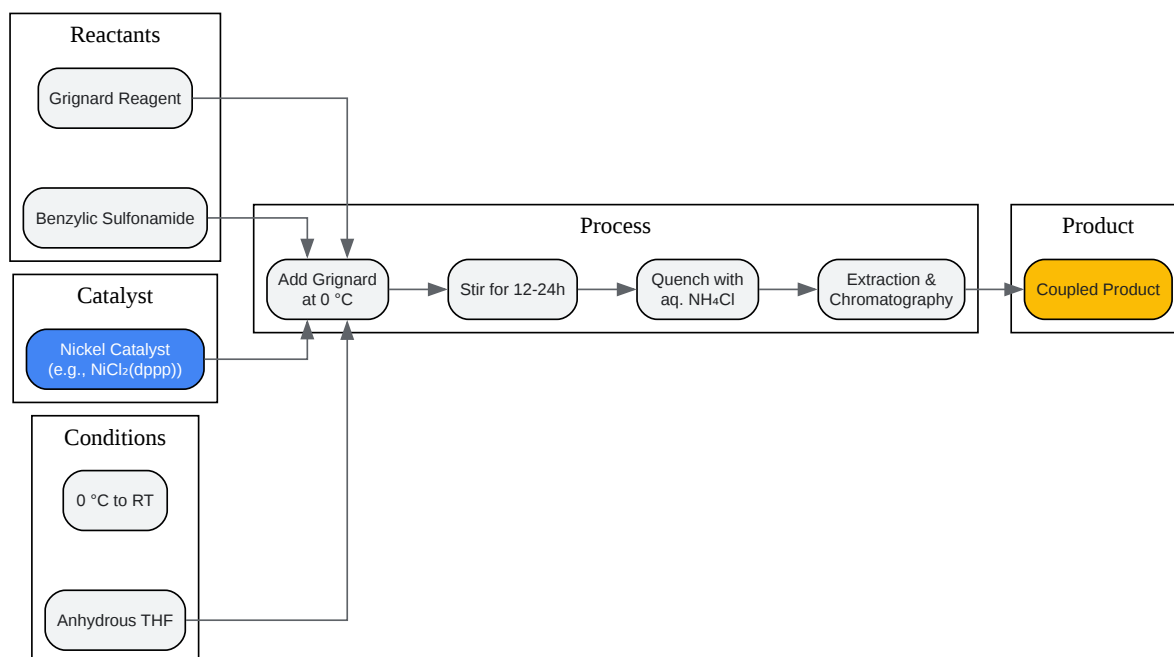 Reactants
Grignard Reagent
Benzylic Sulfonamide
Catalyst
Nickel Catalyst
(e.g., NiCl₂(dppp))
Conditions
0 °C to RT
Anhydrous THF
Process
Add Grignard
at 0 °C
Stir for 12-24h
Quench with
aq. NH₄Cl
Extraction &
Chromatography
Product
Coupled Product